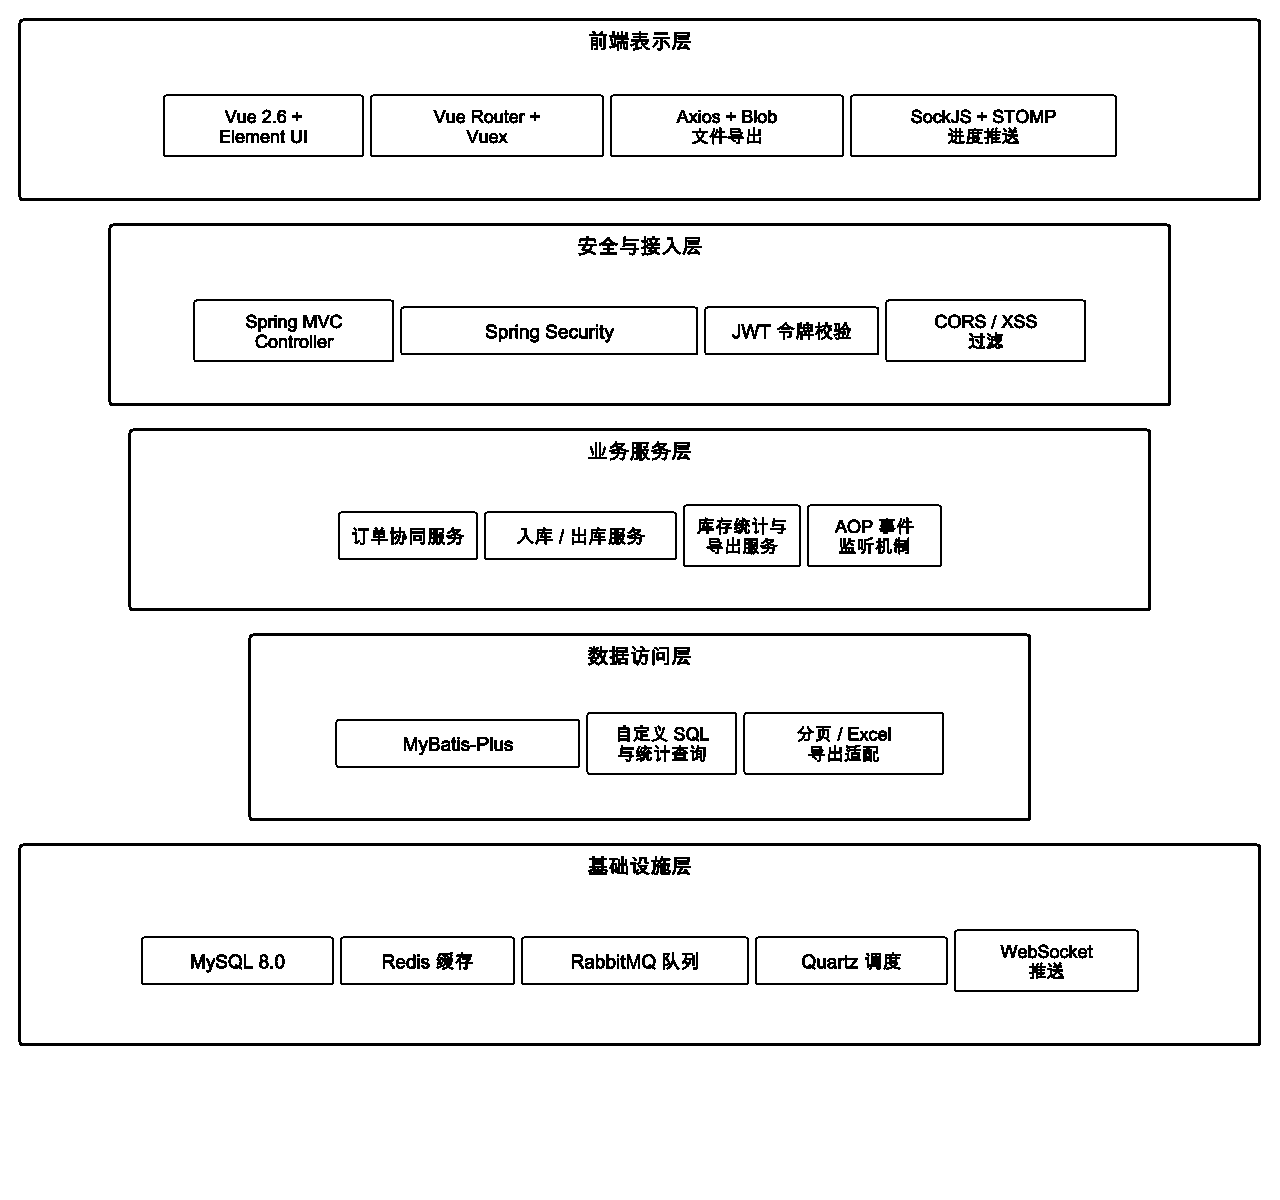 前端表示层
Vue 2.6 +
Element UI
Vue Router +
Vuex
Axios + Blob
文件导出
SockJS + STOMP
进度推送
安全与接入层
Spring MVC
Controller
Spring Security
JWT 令牌校验
CORS / XSS
过滤
业务服务层
订单协同服务
入库 / 出库服务
库存统计与
导出服务
AOP 事件
监听机制
数据访问层
MyBatis-Plus
自定义 SQL
与统计查询
分页 / Excel
导出适配
基础设施层
MySQL 8.0
Redis 缓存
RabbitMQ 队列
Quartz 调度
WebSocket
推送